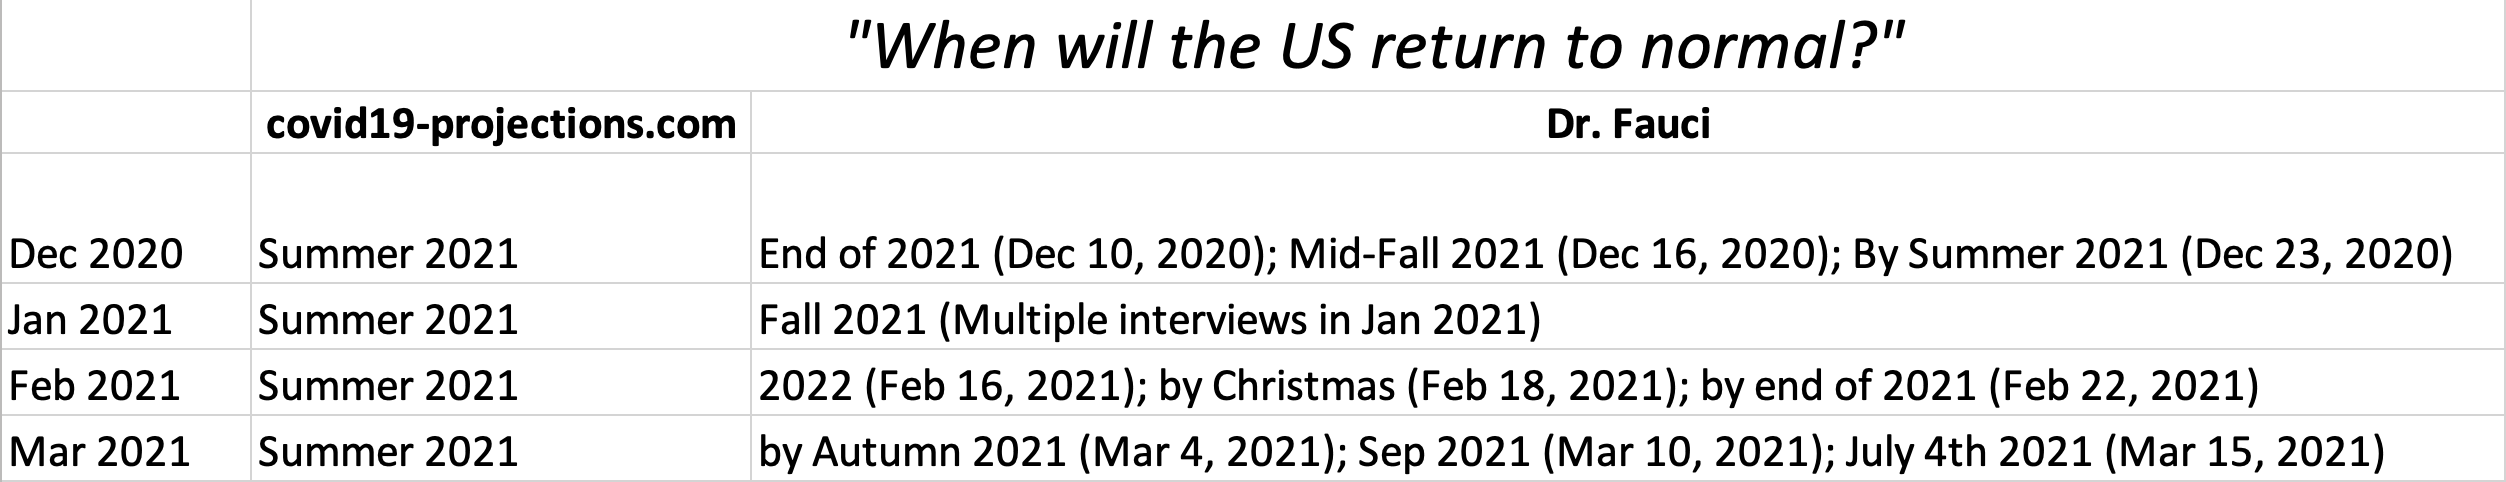 "When will the US return to normal?"
covid19-projections.com Dr. Fauci
Dec 2020 Summer 2021 End of 2021 (Dec 10, 2020); Mid-Fall 2021 (Dec 16, 2020); By Summer 2021 (Dec 23, 2020)
Jan 2021 Summer 2021 Fall 2021 (Multiple interviews in Jan 2021)
Feb 2021 Summer 2021 2022 (Feb 16, 2021); by Christmas (Feb 18, 2021); by end of 2021 (Feb 22, 2021)
Mar 2021 Summer 2021 by Autumn 2021 (Mar 4, 2021); Sep 2021 (Mar 10, 2021); July 4th 2021 (Mar 15, 2021)